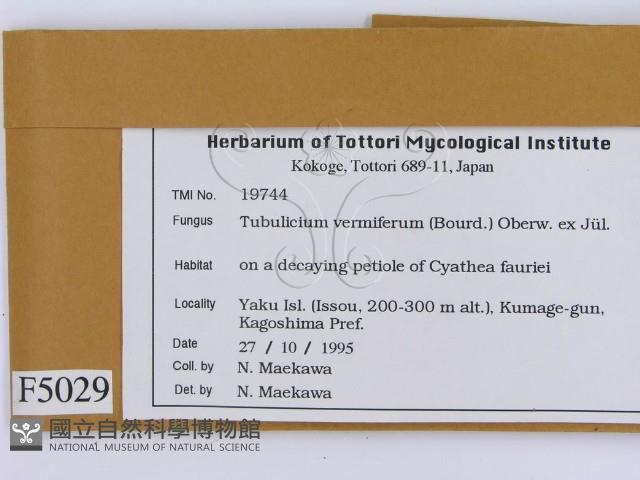 Herbarium of Tottori Mycological Institute
Kokoge, Tottori 689-11, Japan
TMI No. 19744
Fungus Tubulicium vermiferum (Bourd.) Oberw. ex Jül.
Habitat on a decaying petiole of Cyathea fauriei
Locality Yaku Isl. (Issou, 200-300 m alt.), Kumage-gun,
Kagoshima Pref.
Date 27 / 10 / 1995
Coll. by N. Maekawa
Det. by N. Maekawa
F5029
國立自然科學博物館
NATIONAL MUSEUM OF NATURAL SCIENCE